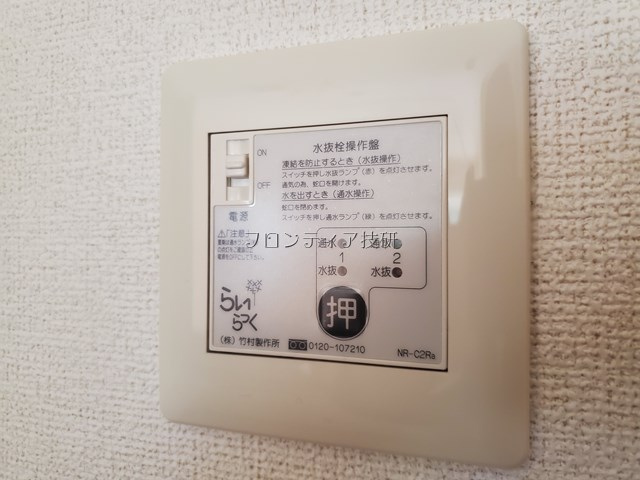 水抜栓操作盤
ON
OFF
電源
凍結を防止するとき（水抜操作）
スイッチを押し水抜ランプ（赤）を点灯させます。
通気の為、蛇口を開けます。
水を出すとき（通水操作）
蛇口を閉めます。
スイッチを押し通水ランプ（緑）を点灯させます。
⚠注意
フロンティア技研
通水 通水
1 2
水抜 水抜
押
らいらっく
（株）竹村製作所 0120-107210 NR-C2Ra